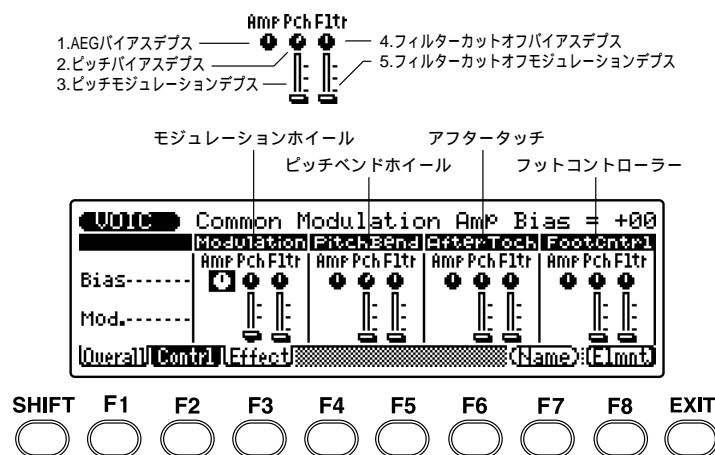 Amp Pch Fltr
1.AEGバイアスデプス
2.ピッチバイアスデプス
3.ピッチモジュレーションデプス
4.フィルターカットオフバイアスデプス
5.フィルターカットオフモジュレーションデプス
モジュレーションホイール
アフタータッチ
ピッチベンドホイール
フットコントローラー
VOIC Common Modulation Amp Bias = +00
Modulation PitchBend AfterToch FootCntrl
Amp Pch Fltr Amp Pch Fltr Amp Pch Fltr Amp Pch Fltr
Bias------
Mod.-------
Overall Contrl Effect (Name) (Elmnt)
SHIFT F1 F2 F3 F4 F5 F6 F7 F8 EXIT